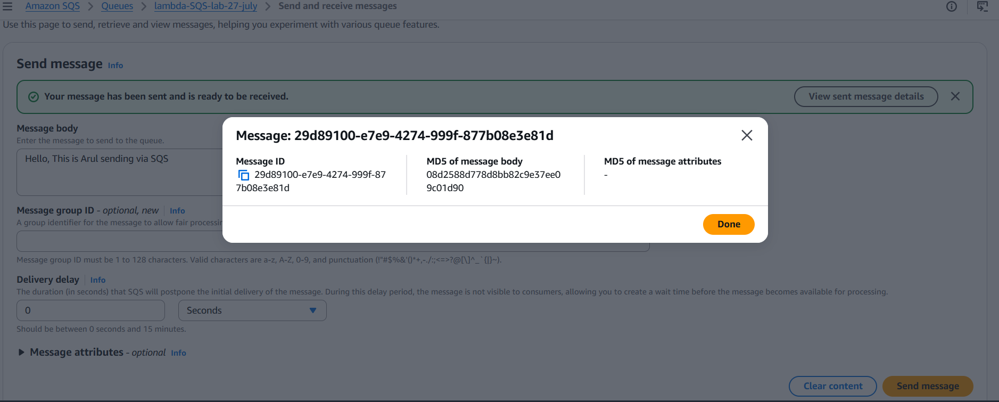 Amazon SQS > Queues > lambda-SQS-lab-27-july > Send and receive messages
Use this page to send, retrieve and view messages, helping you experiment with various queue features.
Send message Info
Your message has been sent and is ready to be received.
View sent message details
Message: 29d89100-e7e9-4274-999f-877b08e3e81d
Message ID
29d89100-e7e9-4274-999f-87
7b08e3e81d
MD5 of message body
08d2588d778d8bb82c9e37ee0
9c01d90
MD5 of message attributes
-
Done
Message body
Enter the message to send to the queue.
Hello, This is Arul sending via SQS
Message group ID - optional, new Info
A group identifier for the message to allow fair
Message group ID must be 1 to 128 characters. Valid characters are a-z, A-Z, 0-9, and punctuation (!"#$%&'()*+,-./:;<=>?@[\]^_`{|}~).
Delivery delay Info
The duration (in seconds) that SQS will postpone the initial delivery of the message. During this delay period, the message is not visible to consumers, allowing you to create a wait time before the message becomes available for processing.
0
Seconds
Should be between 0 seconds and 15 minutes.
Message attributes - optional Info
Clear content
Send message